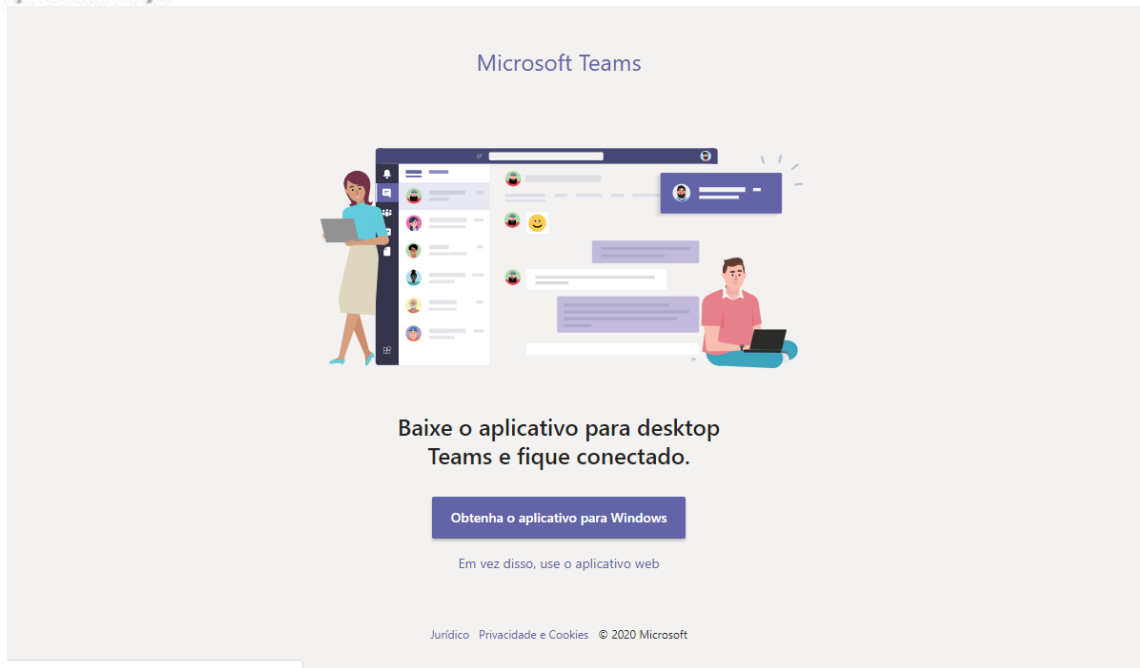 Microsoft Teams
Baixe o aplicativo para desktop
Teams e fique conectado.
Obtenha o aplicativo para Windows
Em vez disso, use o aplicativo web
Jurídico Privacidade e Cookies © 2020 Microsoft